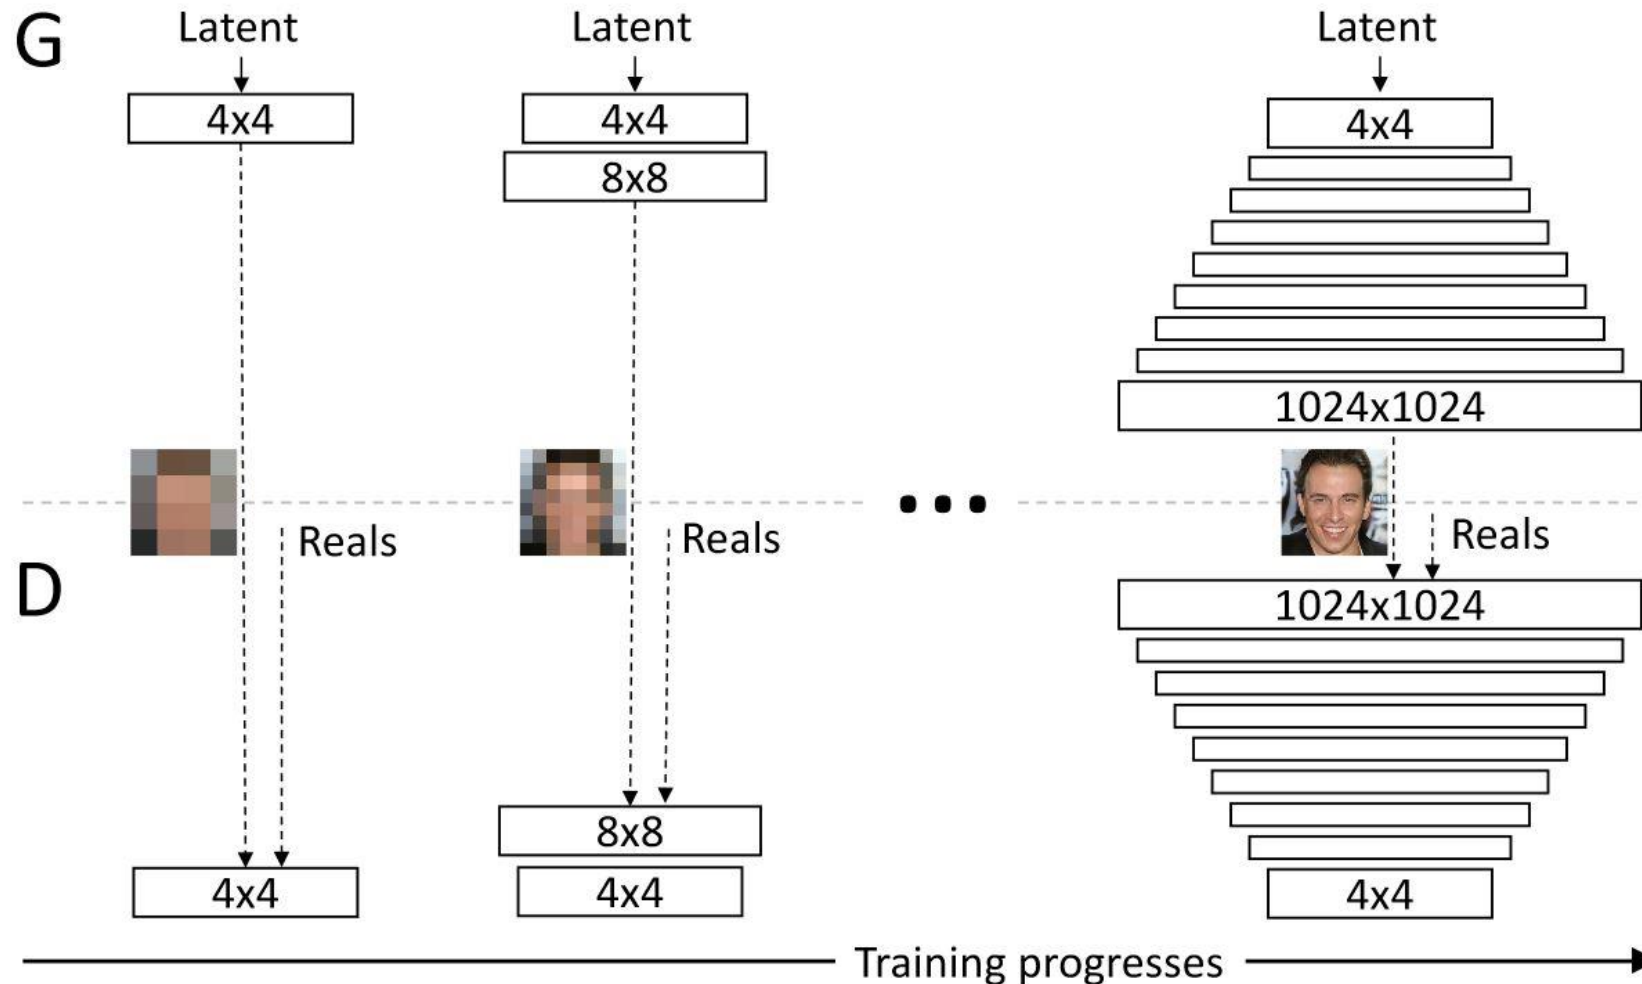 G
Latent
Latent
Latent
4x4
4x4
4x4
8x8
1024x1024
Reals
Reals
Reals
D
1024x1024
8x8
4x4
4x4
4x4
Training progresses